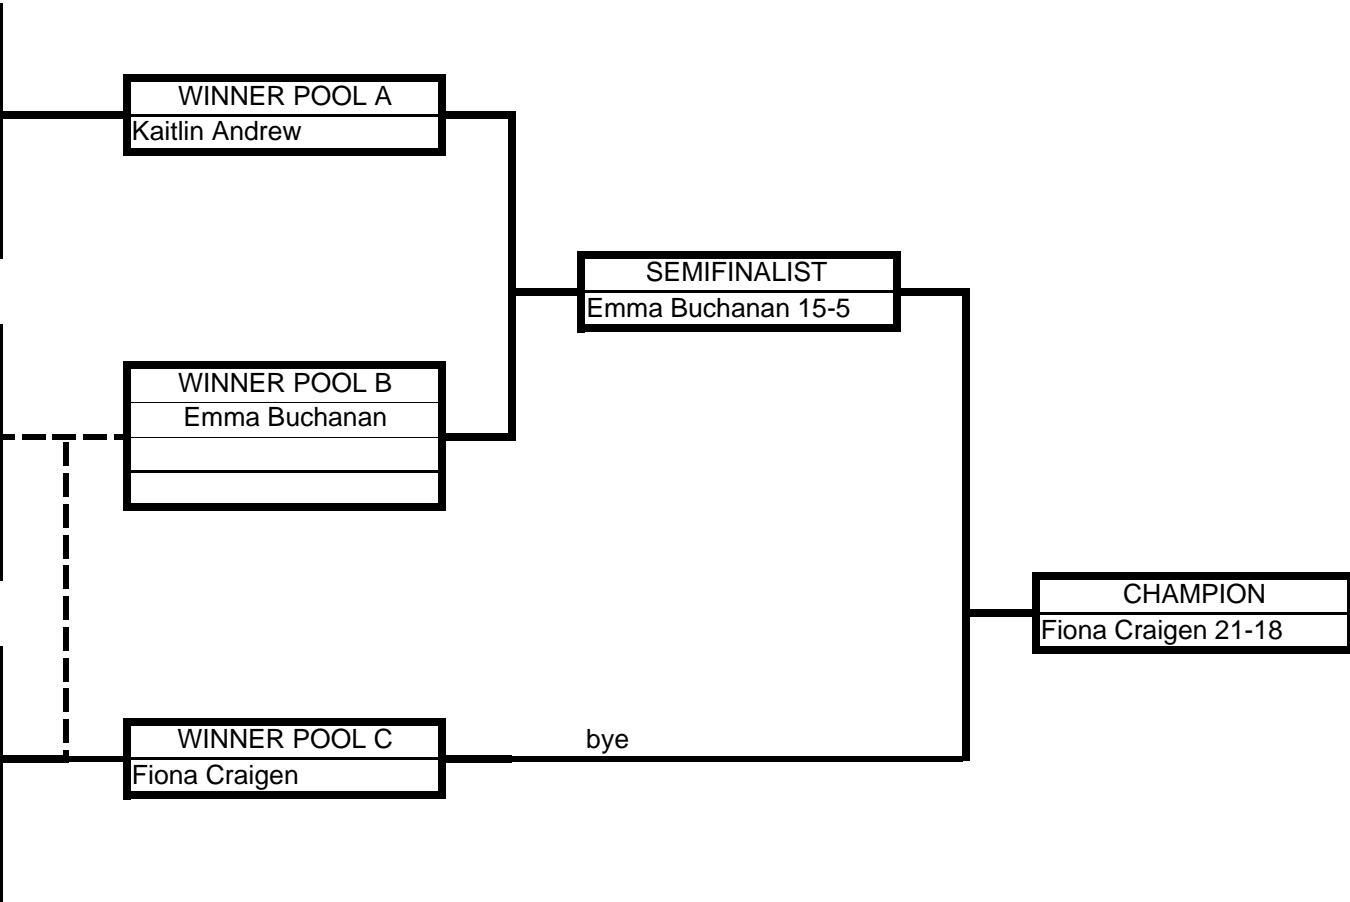 WINNER POOL A
Kaitlin Andrew
SEMIFINALIST
Emma Buchanan 15-5
WINNER POOL B
Emma Buchanan
CHAMPION
Fiona Craigen 21-18
WINNER POOL C
Fiona Craigen
bye